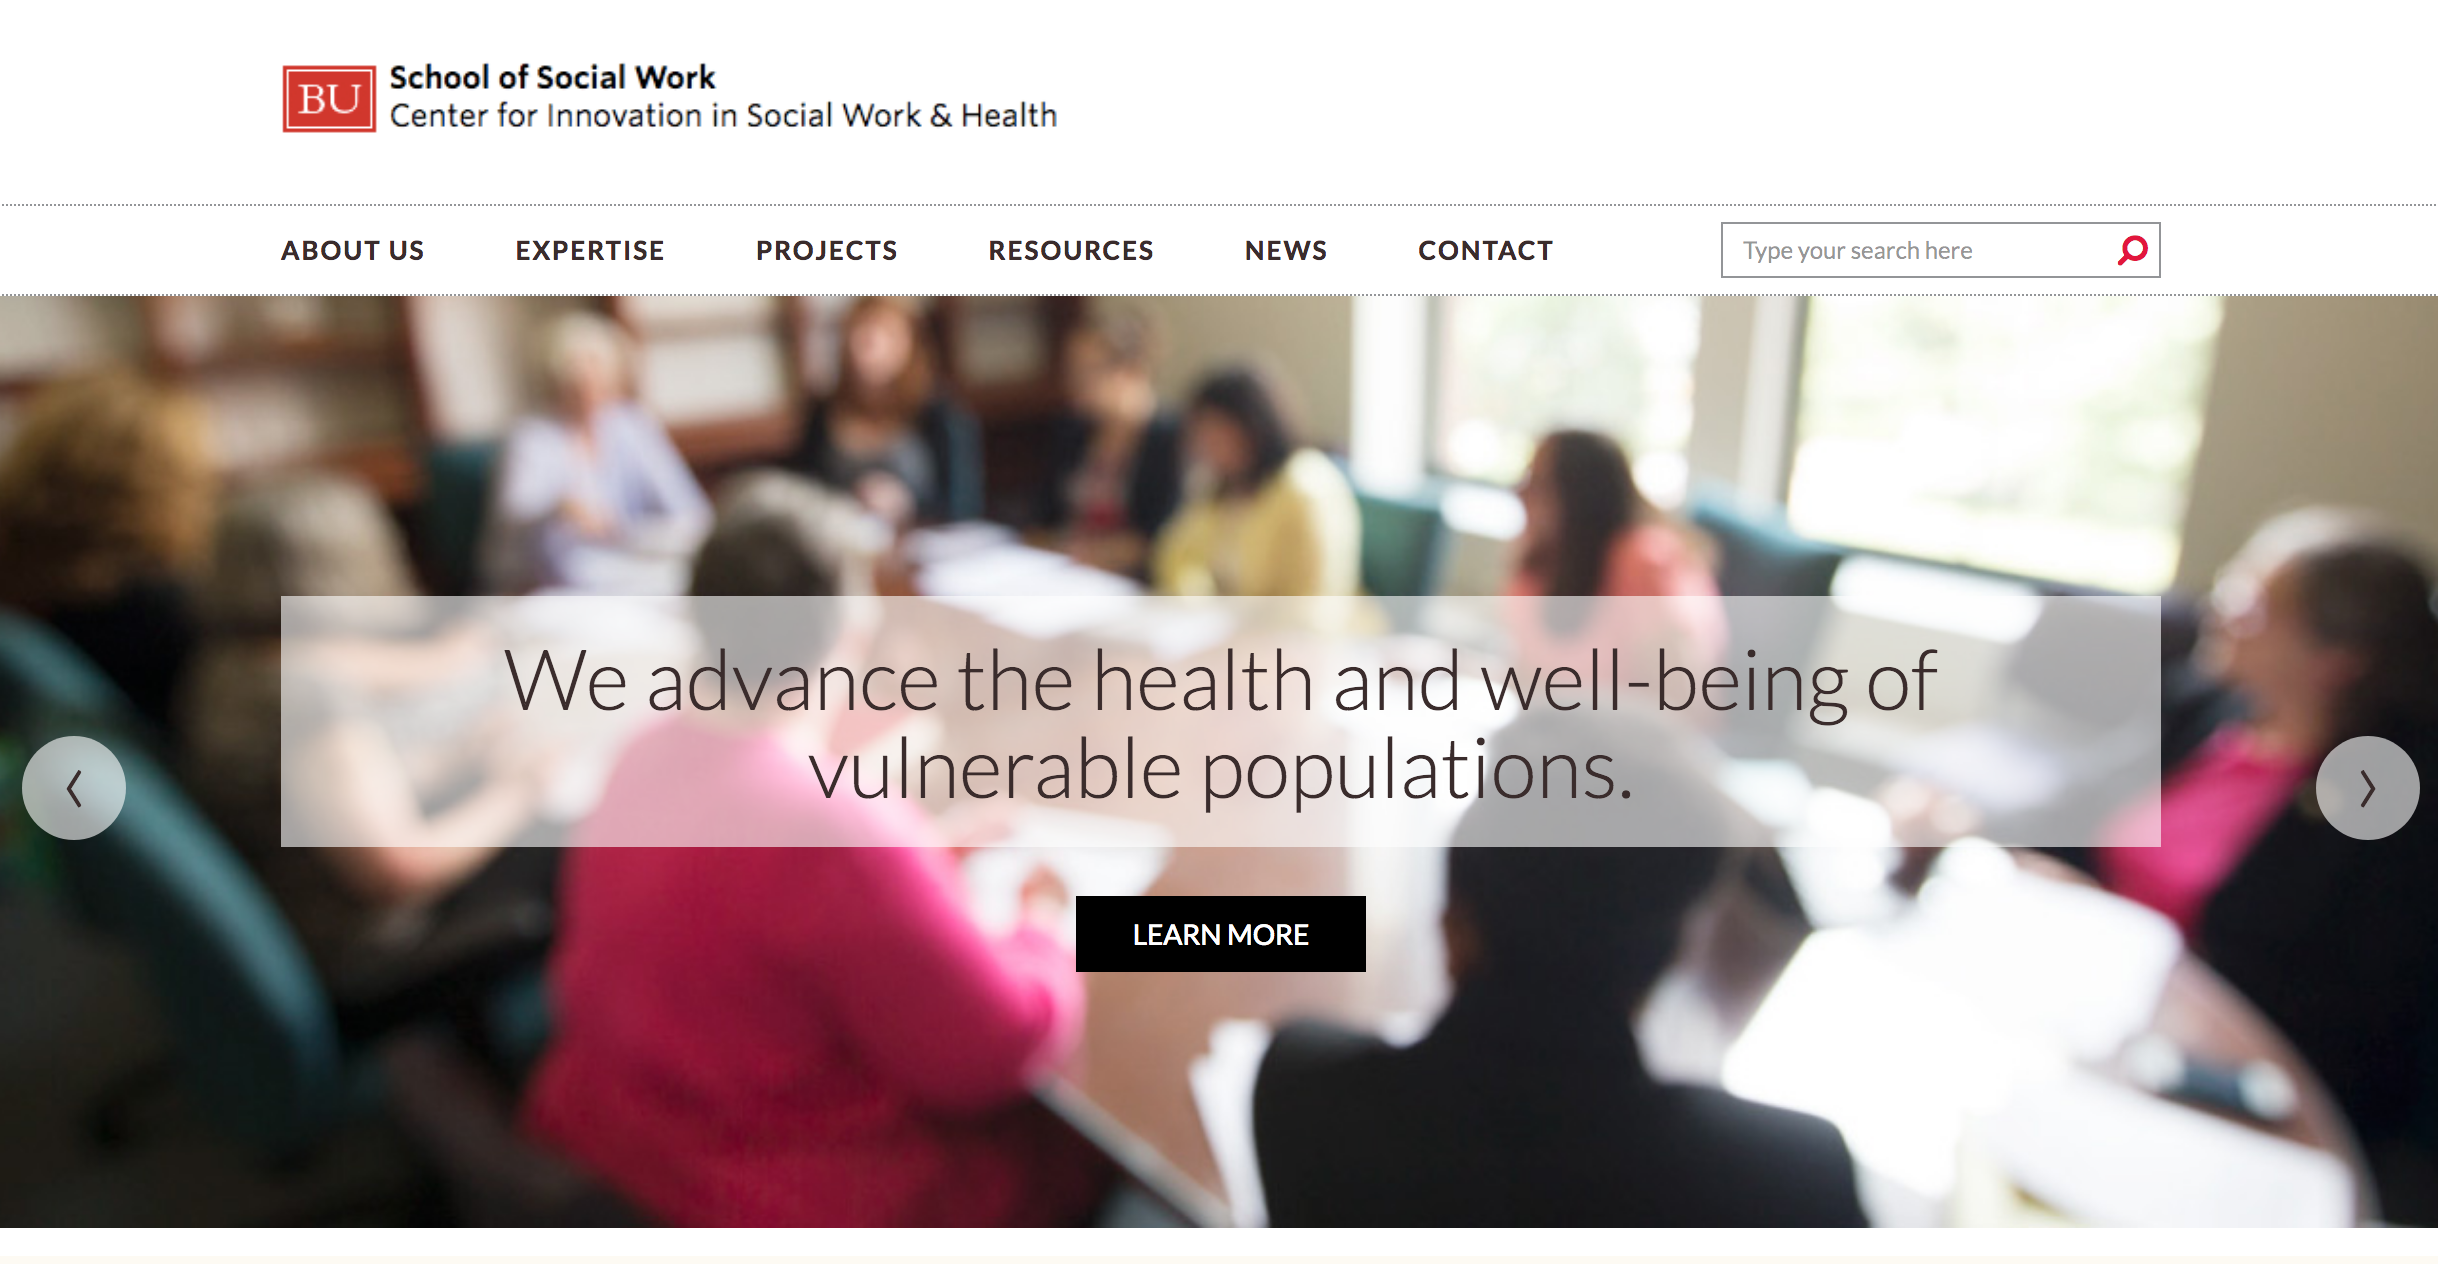 BU
School of Social Work
Center for Innovation in Social Work & Health
ABOUT US EXPERTISE PROJECTS RESOURCES NEWS CONTACT Type your search here
We advance the health and well-being of
vulnerable populations.
LEARN MORE